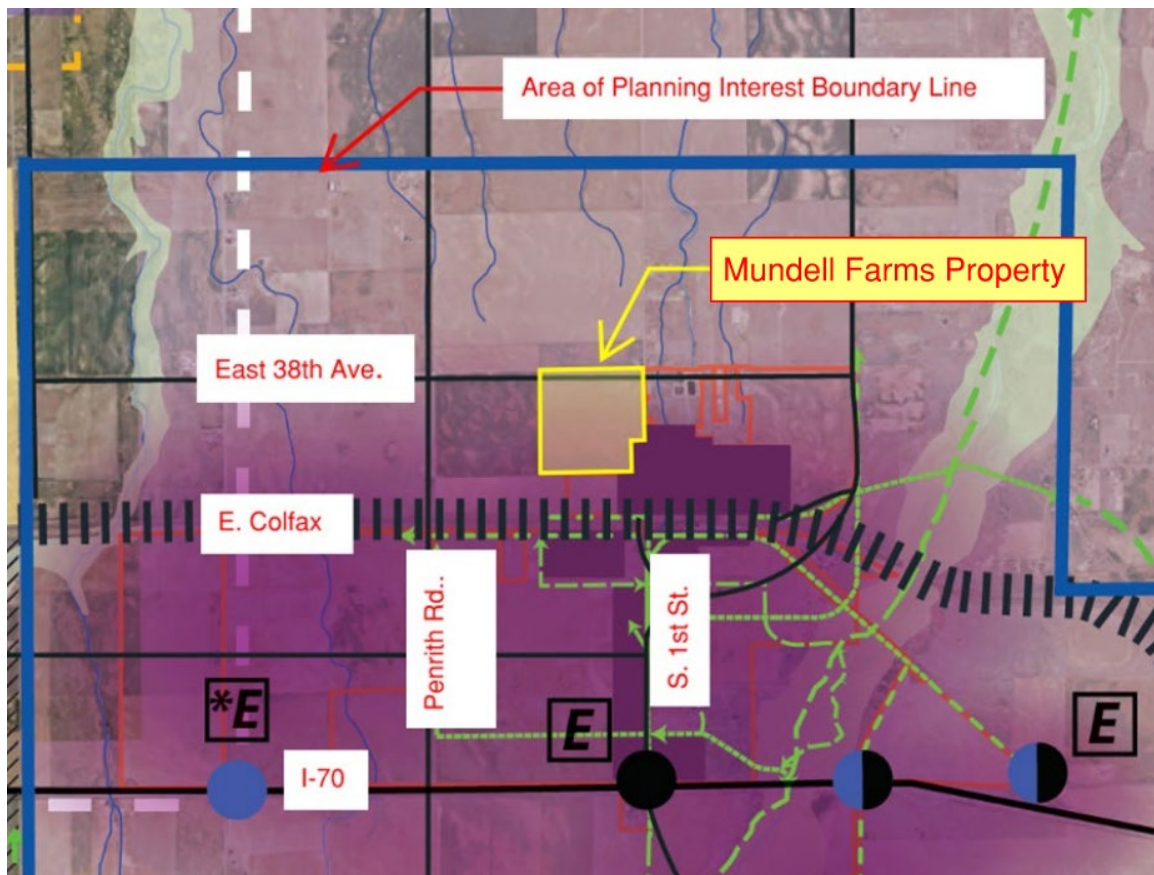 Area of Planning Interest Boundary Line
Mundell Farms Property
East 38th Ave.
E. Colfax
Penrith Rd..
S. 1st St.
*E
E
E
I-70